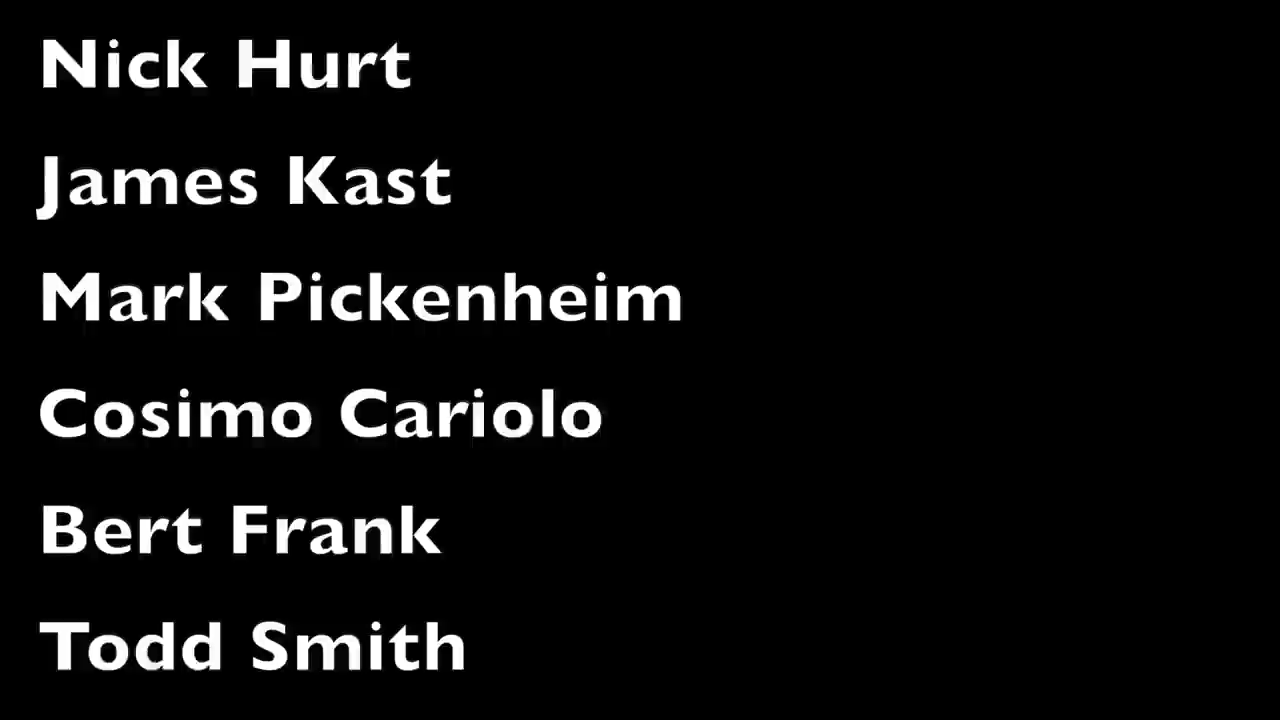 Nick Hurt
James Kast
Mark Pickenheim
Cosimo Cariolo
Bert Frank
Todd Smith